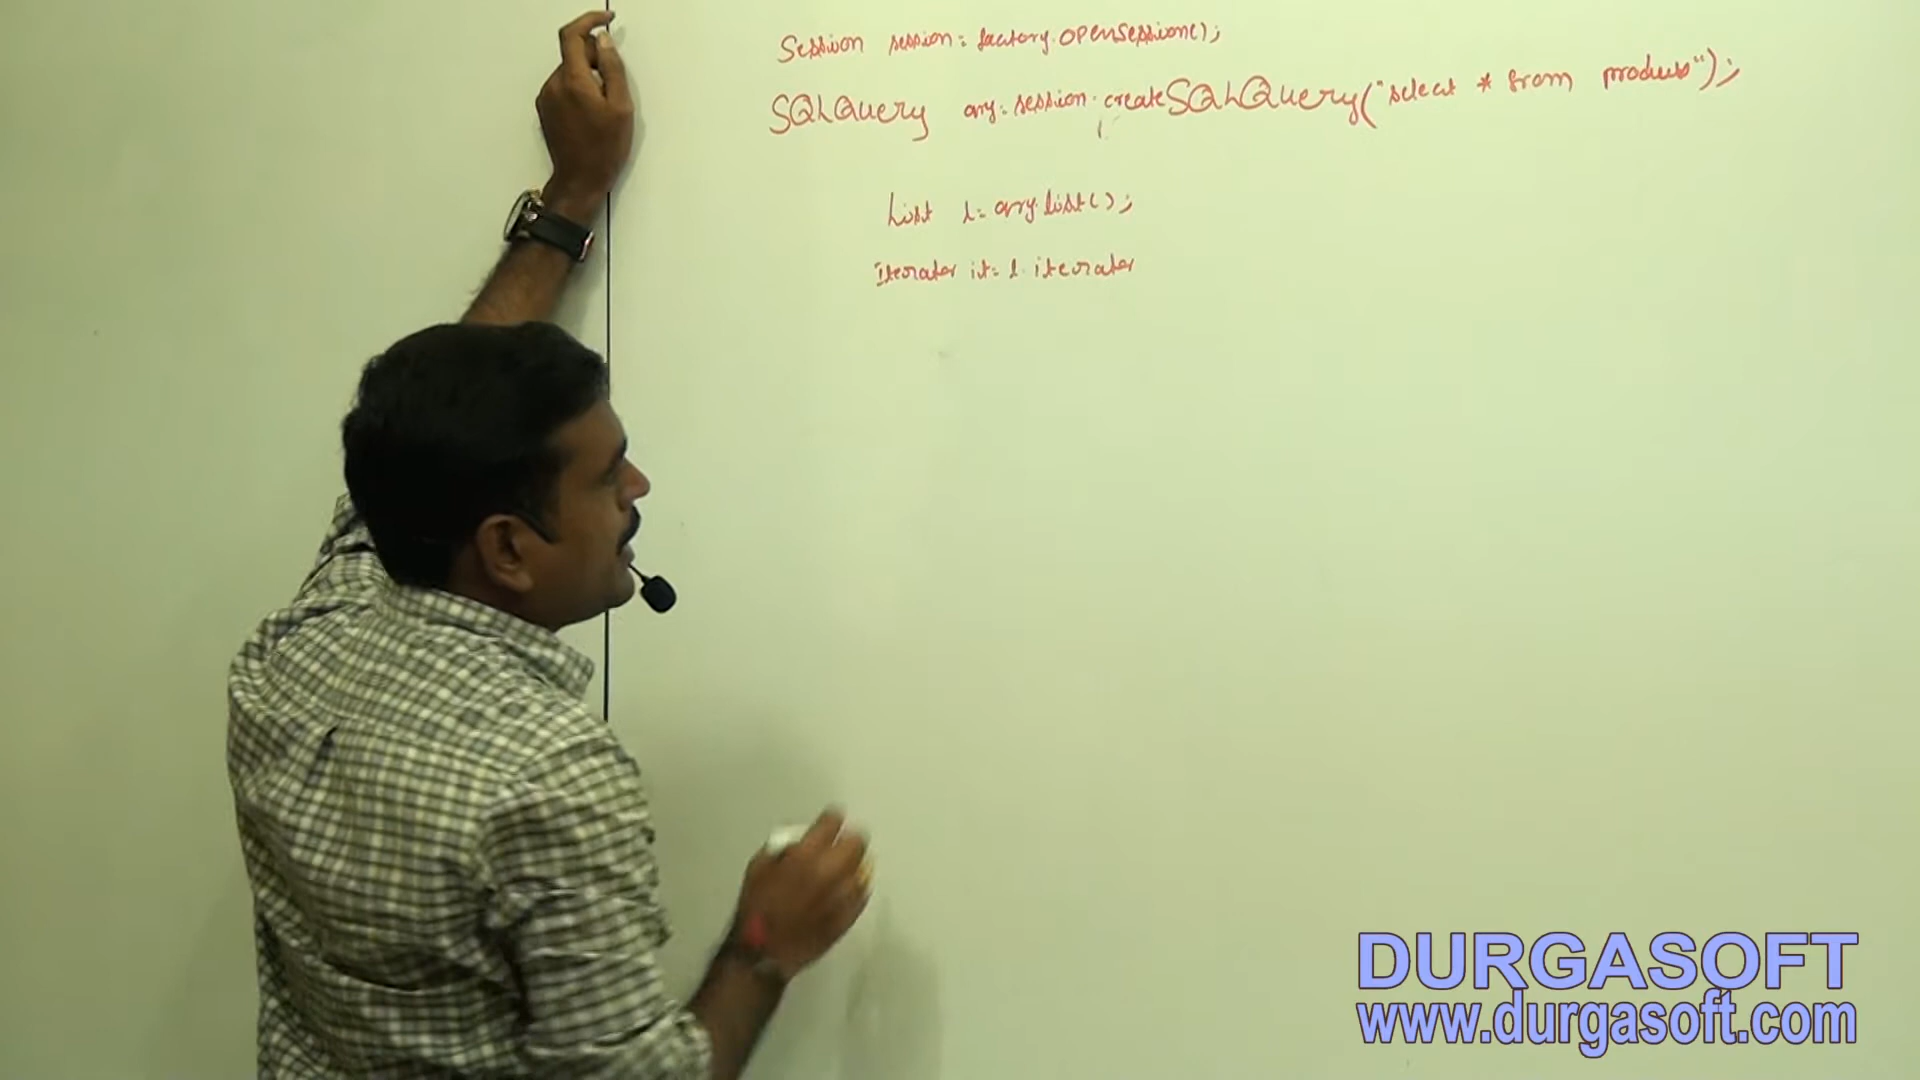 Session session = factory.openSession();
SQLQuery qry = session.createSQLQuery("select * from products");
List l = qry.list();
Iterator it = l.iterator
DURGASOFT
www.durgasoft.com